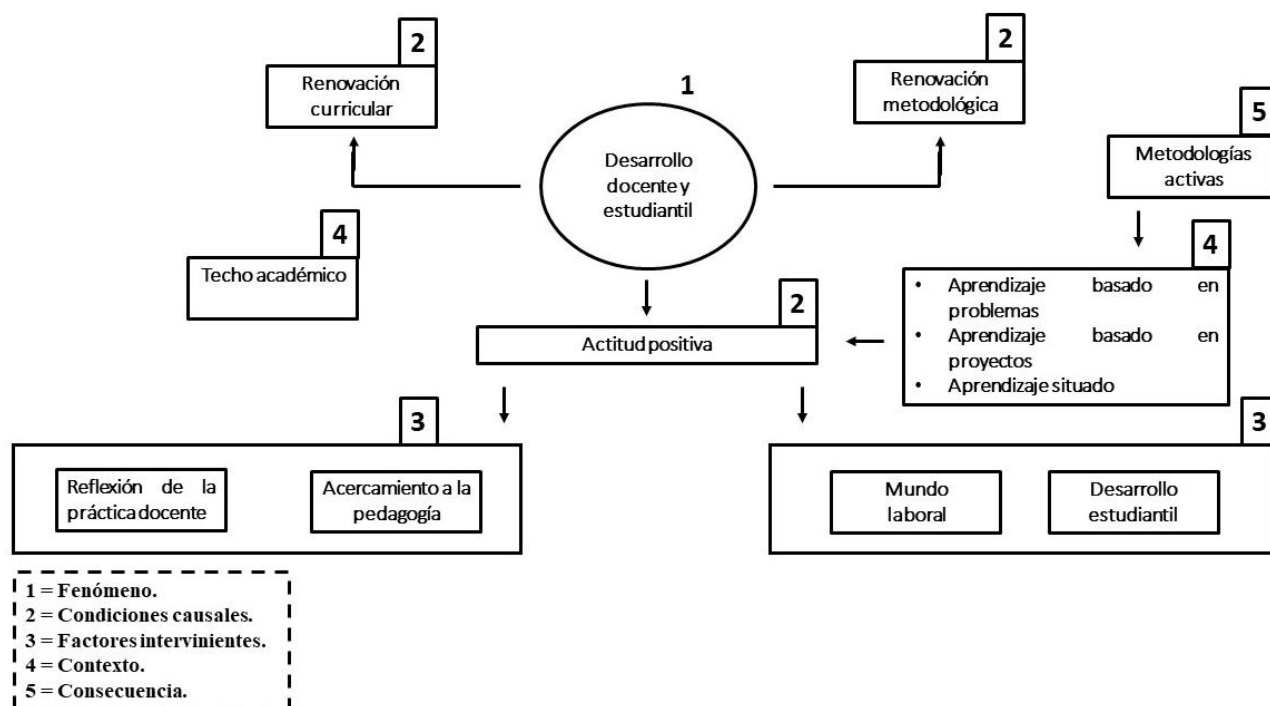 2
Renovación
curricular
1
Desarrollo
docente y
estudiantil
2
Renovación
metodológica
5
Metodologías
activas
4
Techo académico
4
• Aprendizaje basado en
problemas
• Aprendizaje basado en
proyectos
• Aprendizaje situado
2
Actitud positiva
3
Reflexión de la
práctica docente
Acercamiento a la
pedagogía
3
Mundo
laboral
Desarrollo
estudiantil
1 = Fenómeno.
2 = Condiciones causales.
3 = Factores intervinientes.
4 = Contexto.
5 = Consecuencia.